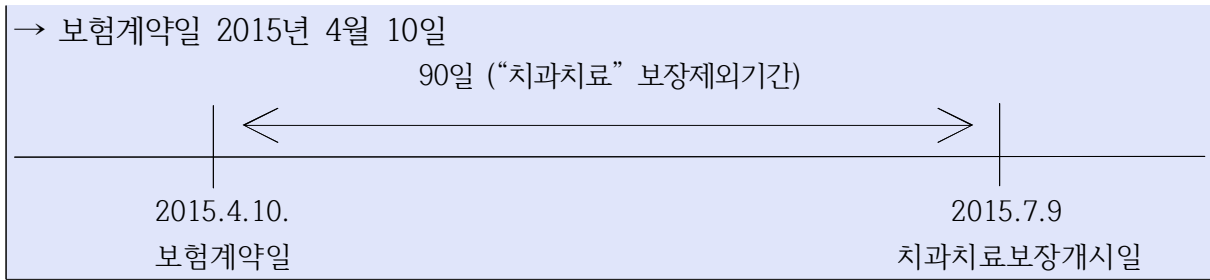 → 보험계약일 2015년 4월 10일
90일 (“치과치료” 보장제외기간)
2015.4.10.
2015.7.9
보험계약일
치과치료보장개시일